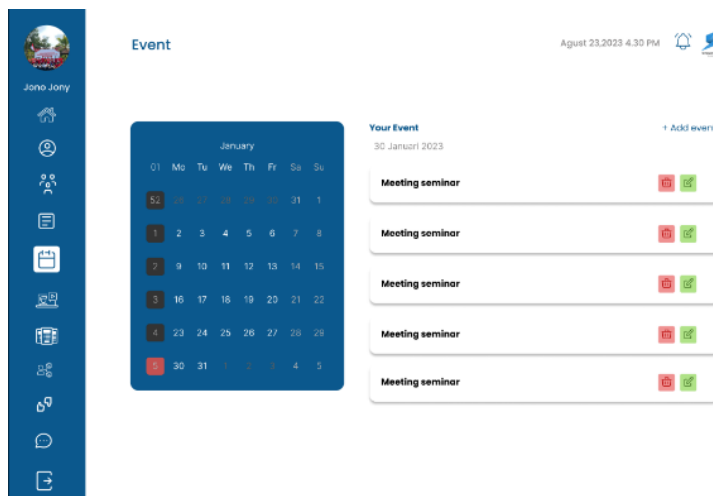 Event
Agust 23,2023 4.30 PM
Jono Jony
January
01 Mo Tu We Th Fr Sa Su
52 26 27 28 29 30 31 1
1 2 3 4 5 6 7 8
2 9 10 11 12 13 14 15
3 16 17 18 19 20 21 22
4 23 24 25 26 27 28 29
5 30 31 1 2 3 4 5
Your Event
+ Add even
30 Januari 2023
Meeting seminar
Meeting seminar
Meeting seminar
Meeting seminar
Meeting seminar